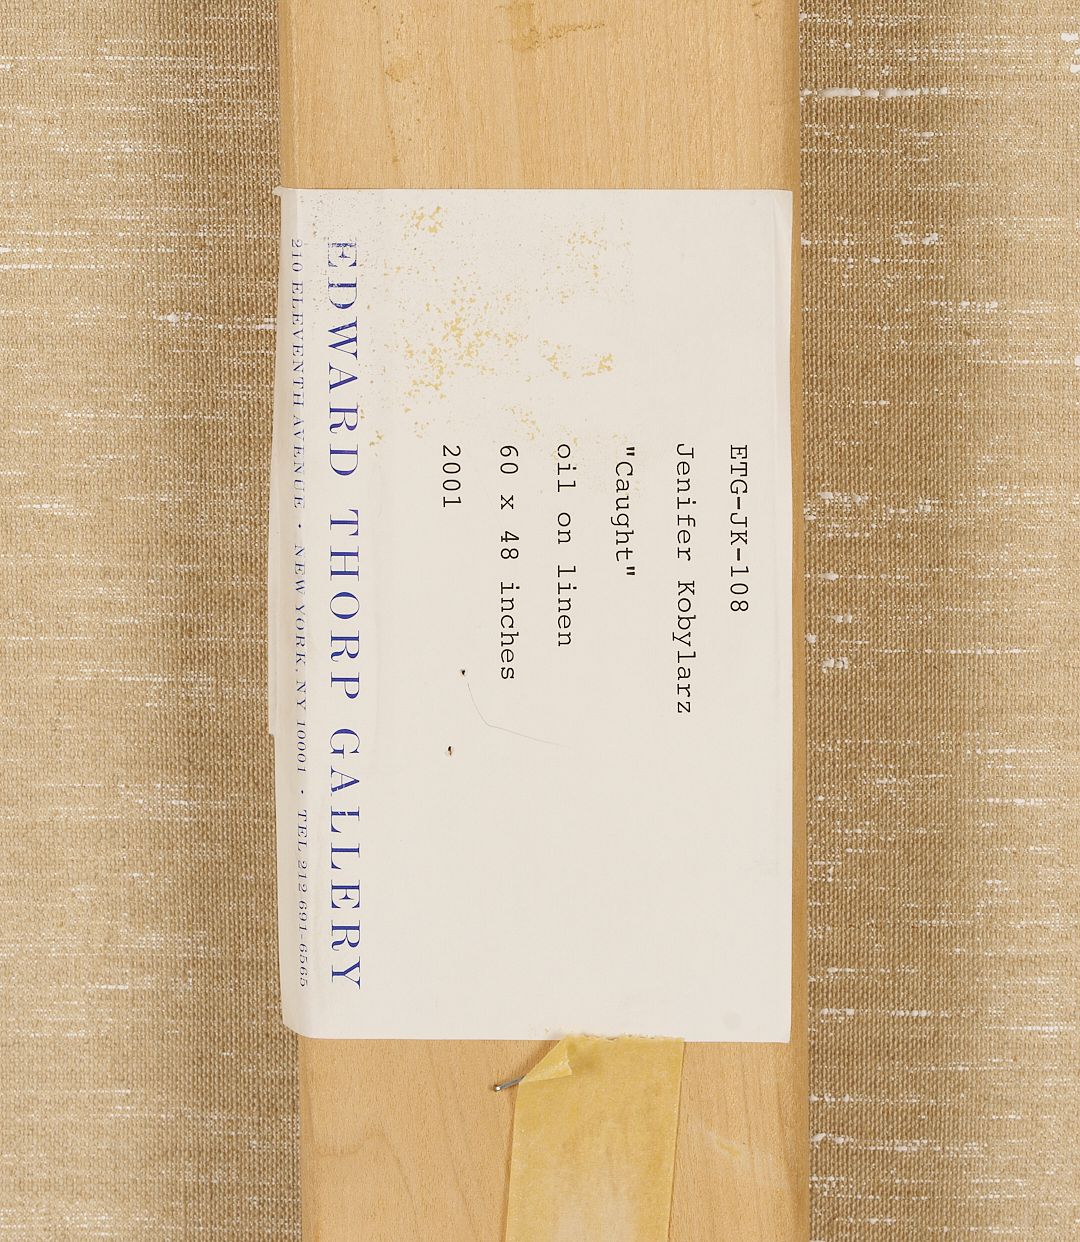 ETG-JK-108
Jenifer Kobylarz
"Caught"
oil on linen
60 x 48 inches
2001
EDWARD THORP GALLERY
210 ELEVENTH AVENUE • NEW YORK, NY 10001 • TEL 212 691-6565